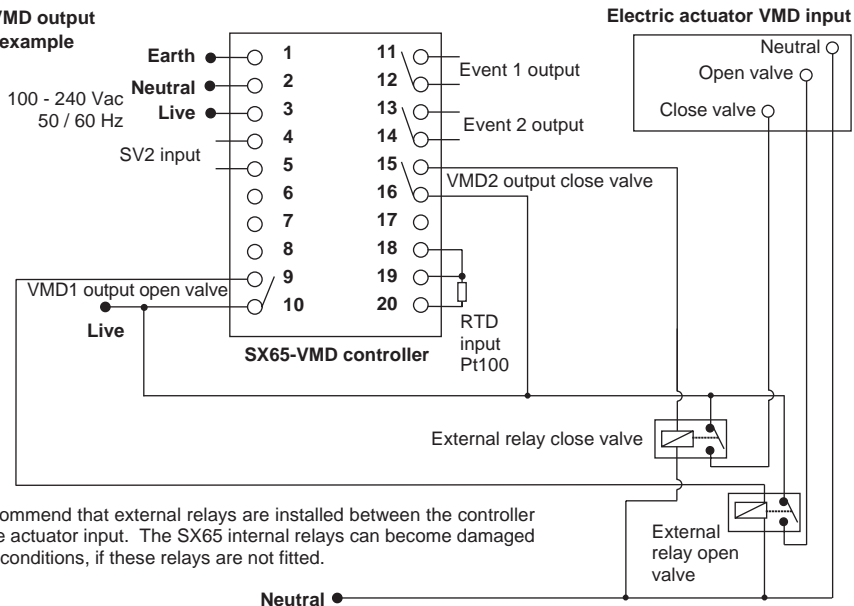 VMD output
example
Electric actuator VMD input
Neutral
Open valve
Close valve
Earth
Neutral
Live
100 - 240 Vac
50 / 60 Hz
SV2 input
1
2
3
4
5
6
7
8
9
10
11
12
13
14
15
16
17
18
19
20
Event 1 output
Event 2 output
VMD2 output close valve
VMD1 output open valve
Live
RTD
input
Pt100
SX65-VMD controller
External relay close valve
External
relay open
valve
ommend that external relays are installed between the controller
e actuator input. The SX65 internal relays can become damaged
conditions, if these relays are not fitted.
Neutral